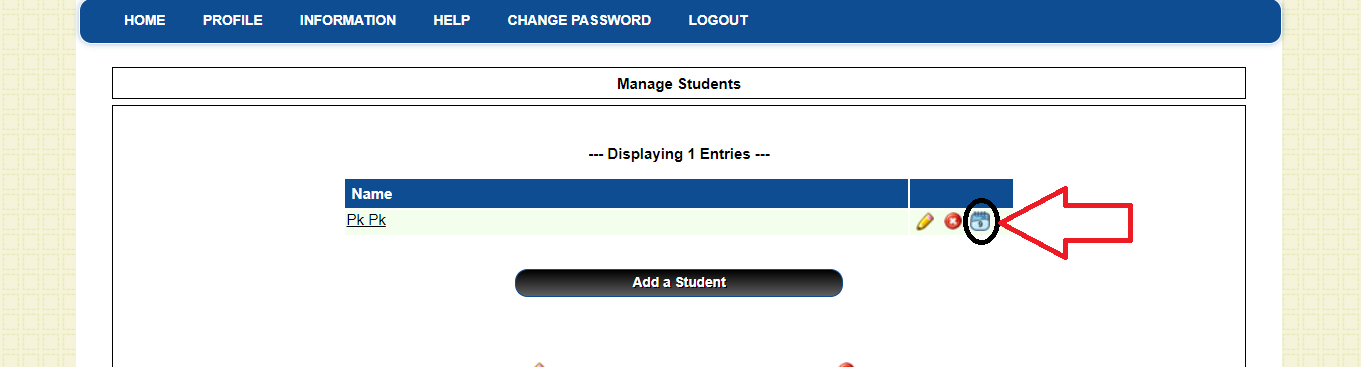 HOME PROFILE INFORMATION HELP CHANGE PASSWORD LOGOUT
Manage Students
--- Displaying 1 Entries ---
Name
Pk Pk
Add a Student